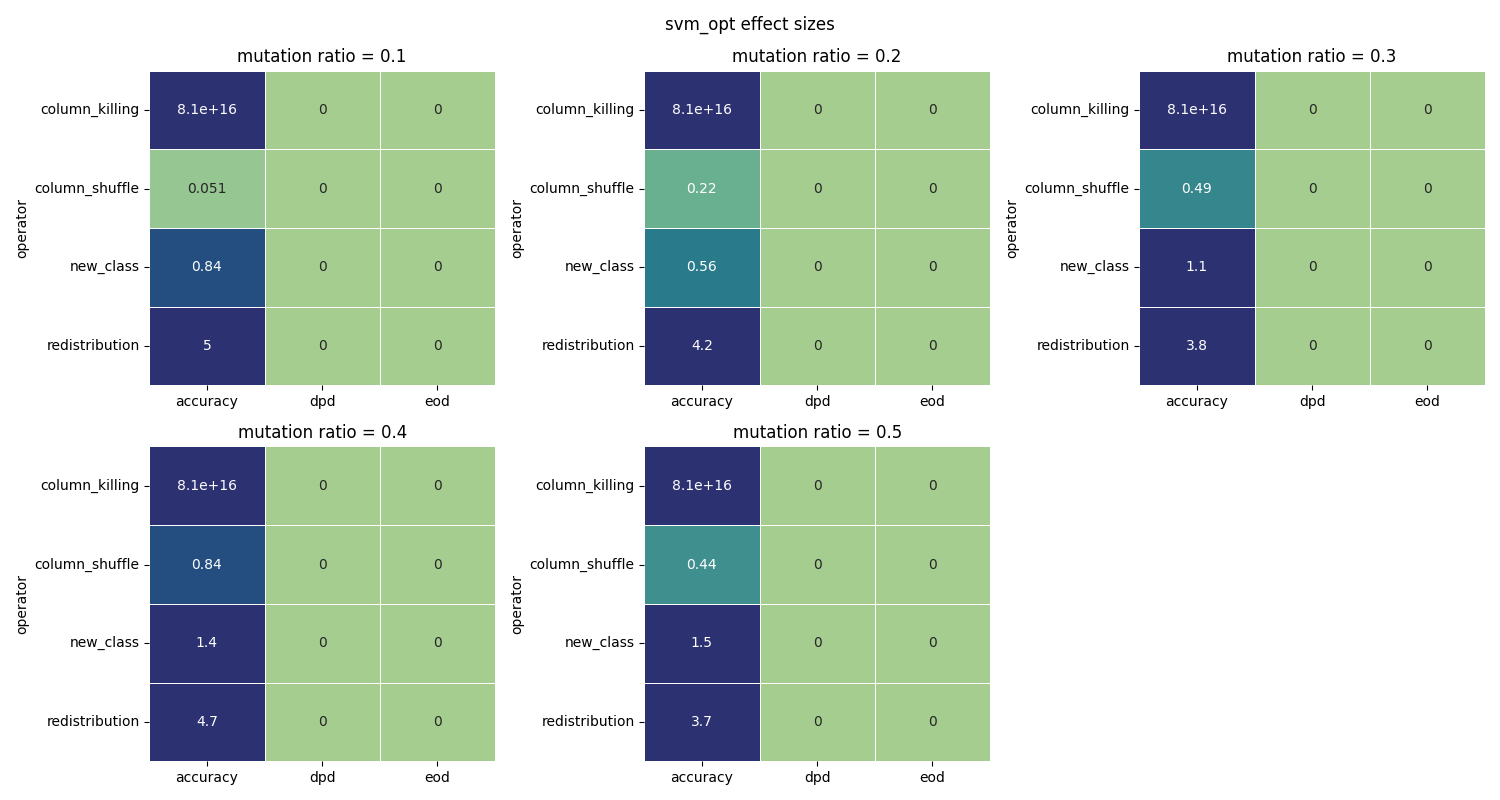 svm_opt effect sizes
mutation ratio = 0.1
column_killing 8.1e+16 0 0
column_shuffle 0.051 0 0
new_class 0.84 0 0
redistribution 5 0 0
operator
accuracy dpd eod
mutation ratio = 0.2
column_killing 8.1e+16 0 0
column_shuffle 0.22 0 0
new_class 0.56 0 0
redistribution 4.2 0 0
operator
accuracy dpd eod
mutation ratio = 0.3
column_killing 8.1e+16 0 0
column_shuffle 0.49 0 0
new_class 1.1 0 0
redistribution 3.8 0 0
operator
accuracy dpd eod
mutation ratio = 0.4
column_killing 8.1e+16 0 0
column_shuffle 0.84 0 0
new_class 1.4 0 0
redistribution 4.7 0 0
operator
accuracy dpd eod
mutation ratio = 0.5
column_killing 8.1e+16 0 0
column_shuffle 0.44 0 0
new_class 1.5 0 0
redistribution 3.7 0 0
operator
accuracy dpd eod